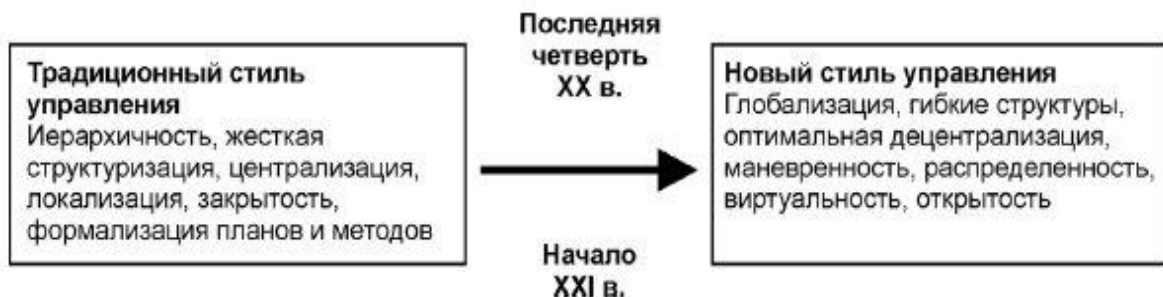 Традиционный стиль
управления
Иерархичность, жесткая
структуризация, централизация,
локализация, закрытость,
формализация планов и методов
Последняя
четверть
XX в.
Начало
XXI в.
Новый стиль управления
Глобализация, гибкие структуры,
оптимальная децентрализация,
маневренность, распределенность,
виртуальность, открытость